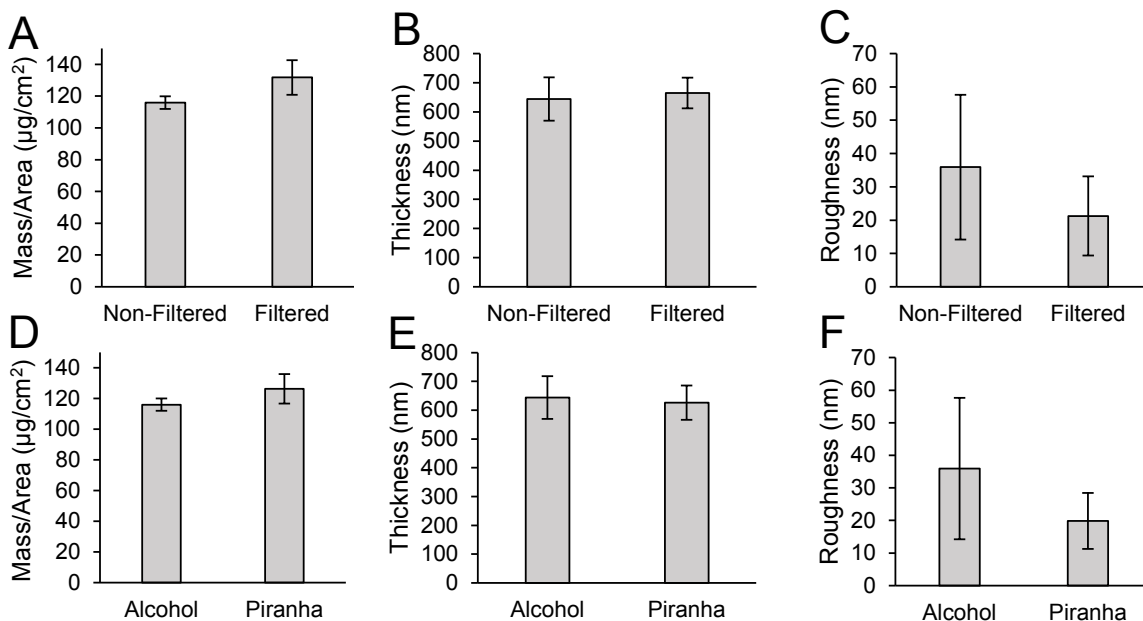 A
Mass/Area (µg/cm²)
140
120
100
80
60
40
20
0
Non-Filtered Filtered
B
Thickness (nm)
800
700
600
500
400
300
200
100
0
Non-Filtered Filtered
C
Roughness (nm)
70
60
50
40
30
20
10
0
Non-Filtered Filtered
D
Mass/Area (µg/cm²)
140
120
100
80
60
40
20
0
Alcohol Piranha
E
Thickness (nm)
800
700
600
500
400
300
200
100
0
Alcohol Piranha
F
Roughness (nm)
70
60
50
40
30
20
10
0
Alcohol Piranha